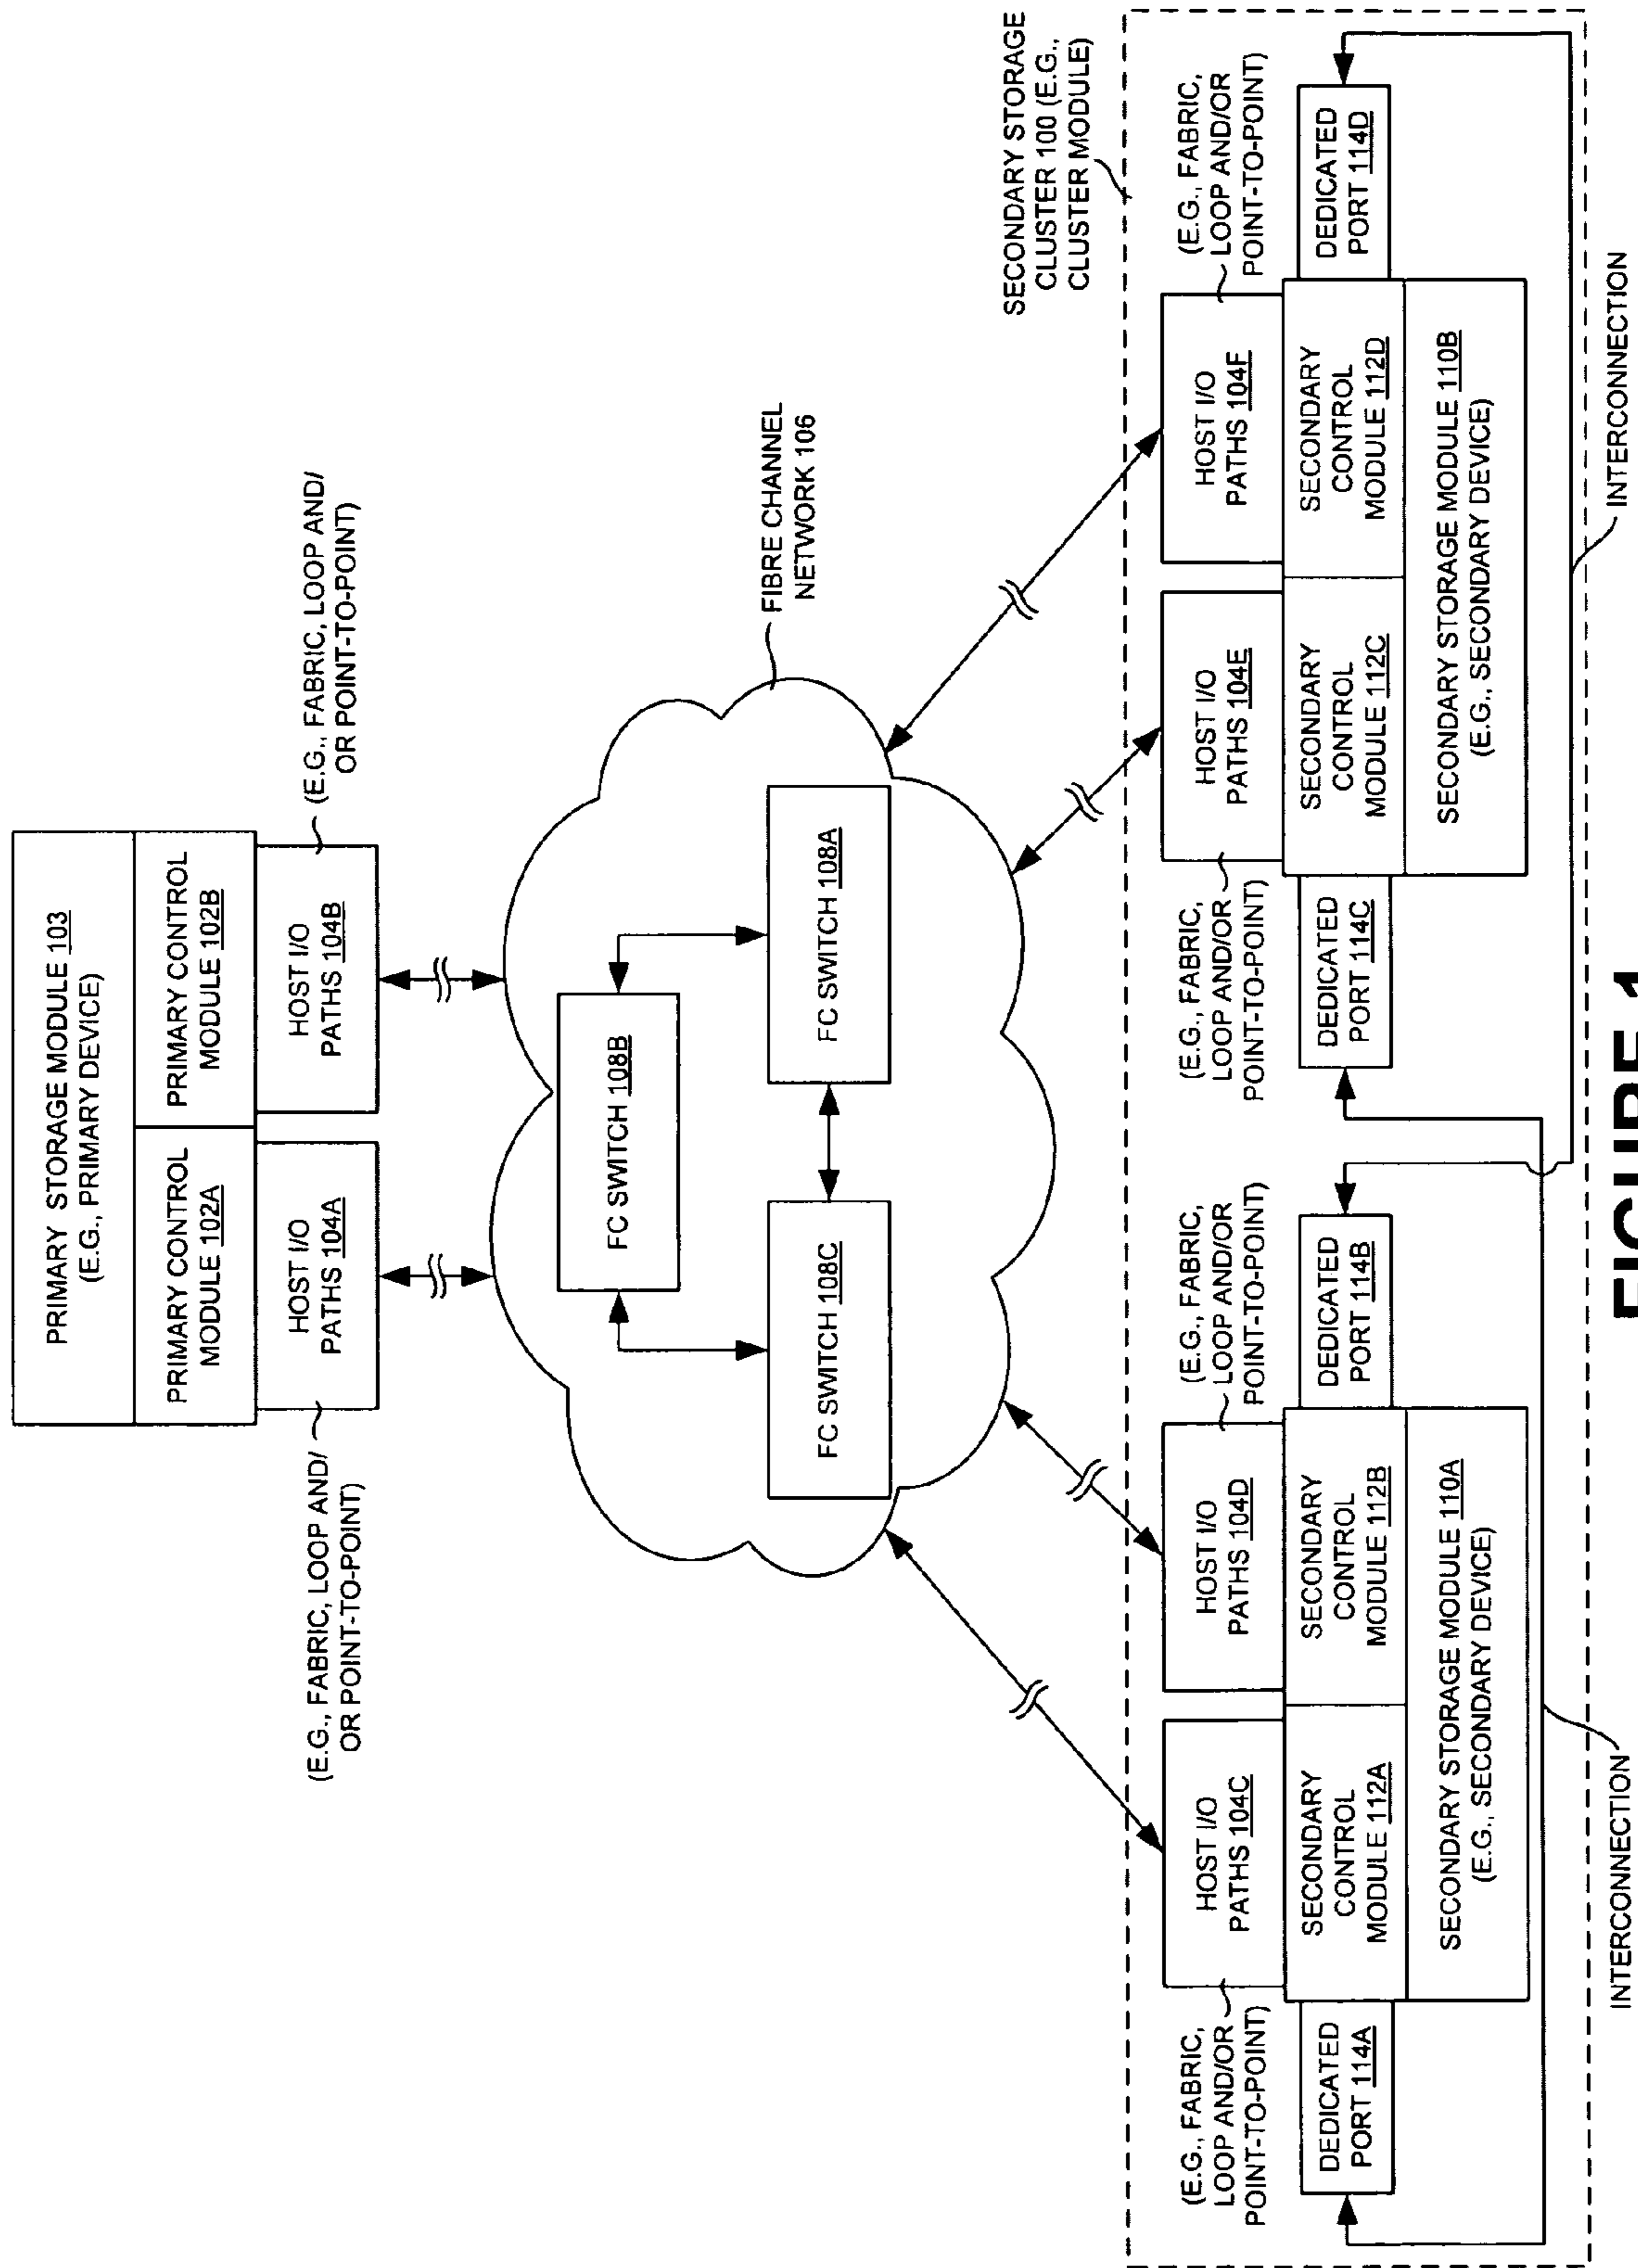 PRIMARY STORAGE MODULE 103
(E.G., PRIMARY DEVICE)
PRIMARY CONTROL
MODULE 102A
PRIMARY CONTROL
MODULE 102B
(E.G., FABRIC, LOOP AND/
OR POINT-TO-POINT)
HOST I/O
PATHS 104A
HOST I/O
PATHS 104B
(E.G., FABRIC, LOOP AND/
OR POINT-TO-POINT)
FIBRE CHANNEL
NETWORK 106
FC SWITCH 108B
FC SWITCH 108C
FC SWITCH 108A
SECONDARY STORAGE
CLUSTER 100 (E.G.,
CLUSTER MODULE)
(E.G., FABRIC,
LOOP AND/OR
POINT-TO-POINT)
HOST I/O
PATHS 104C
HOST I/O
PATHS 104D
(E.G., FABRIC,
LOOP AND/OR
POINT-TO-POINT)
(E.G., FABRIC,
LOOP AND/OR
POINT-TO-POINT)
HOST I/O
PATHS 104E
HOST I/O
PATHS 104F
(E.G., FABRIC,
LOOP AND/OR
POINT-TO-POINT)
DEDICATED
PORT 114A
SECONDARY
CONTROL
MODULE 112A
SECONDARY
CONTROL
MODULE 112B
DEDICATED
PORT 114B
DEDICATED
PORT 114C
SECONDARY
CONTROL
MODULE 112C
SECONDARY
CONTROL
MODULE 112D
DEDICATED
PORT 114D
SECONDARY STORAGE MODULE 110A
(E.G., SECONDARY DEVICE)
SECONDARY STORAGE MODULE 110B
(E.G., SECONDARY DEVICE)
INTERCONNECTION
INTERCONNECTION
FIGURE 1